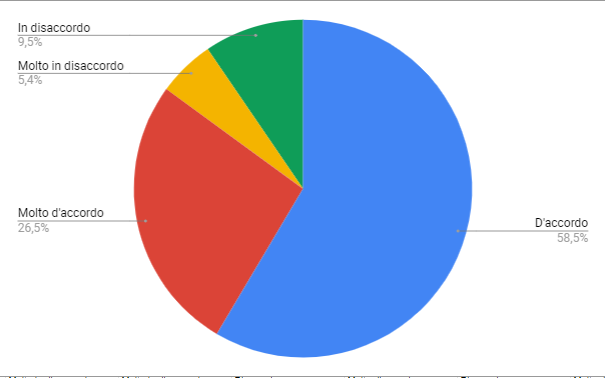 In disaccordo
9,5%
Molto in disaccordo
5,4%
Molto d'accordo
26,5%
D'accordo
58,5%